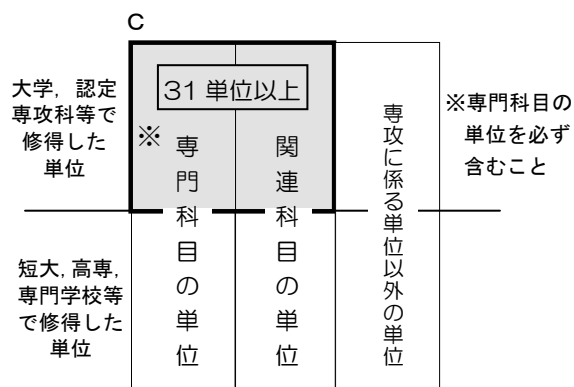 C
大学，認定
専攻科等で
修得した
単位
31 単位以上
※
専門科目の単位
関連科目の単位
専攻に係る単位以外の単位
※専門科目の
単位を必ず
含むこと
短大，高専，
専門学校等
で修得した
単位